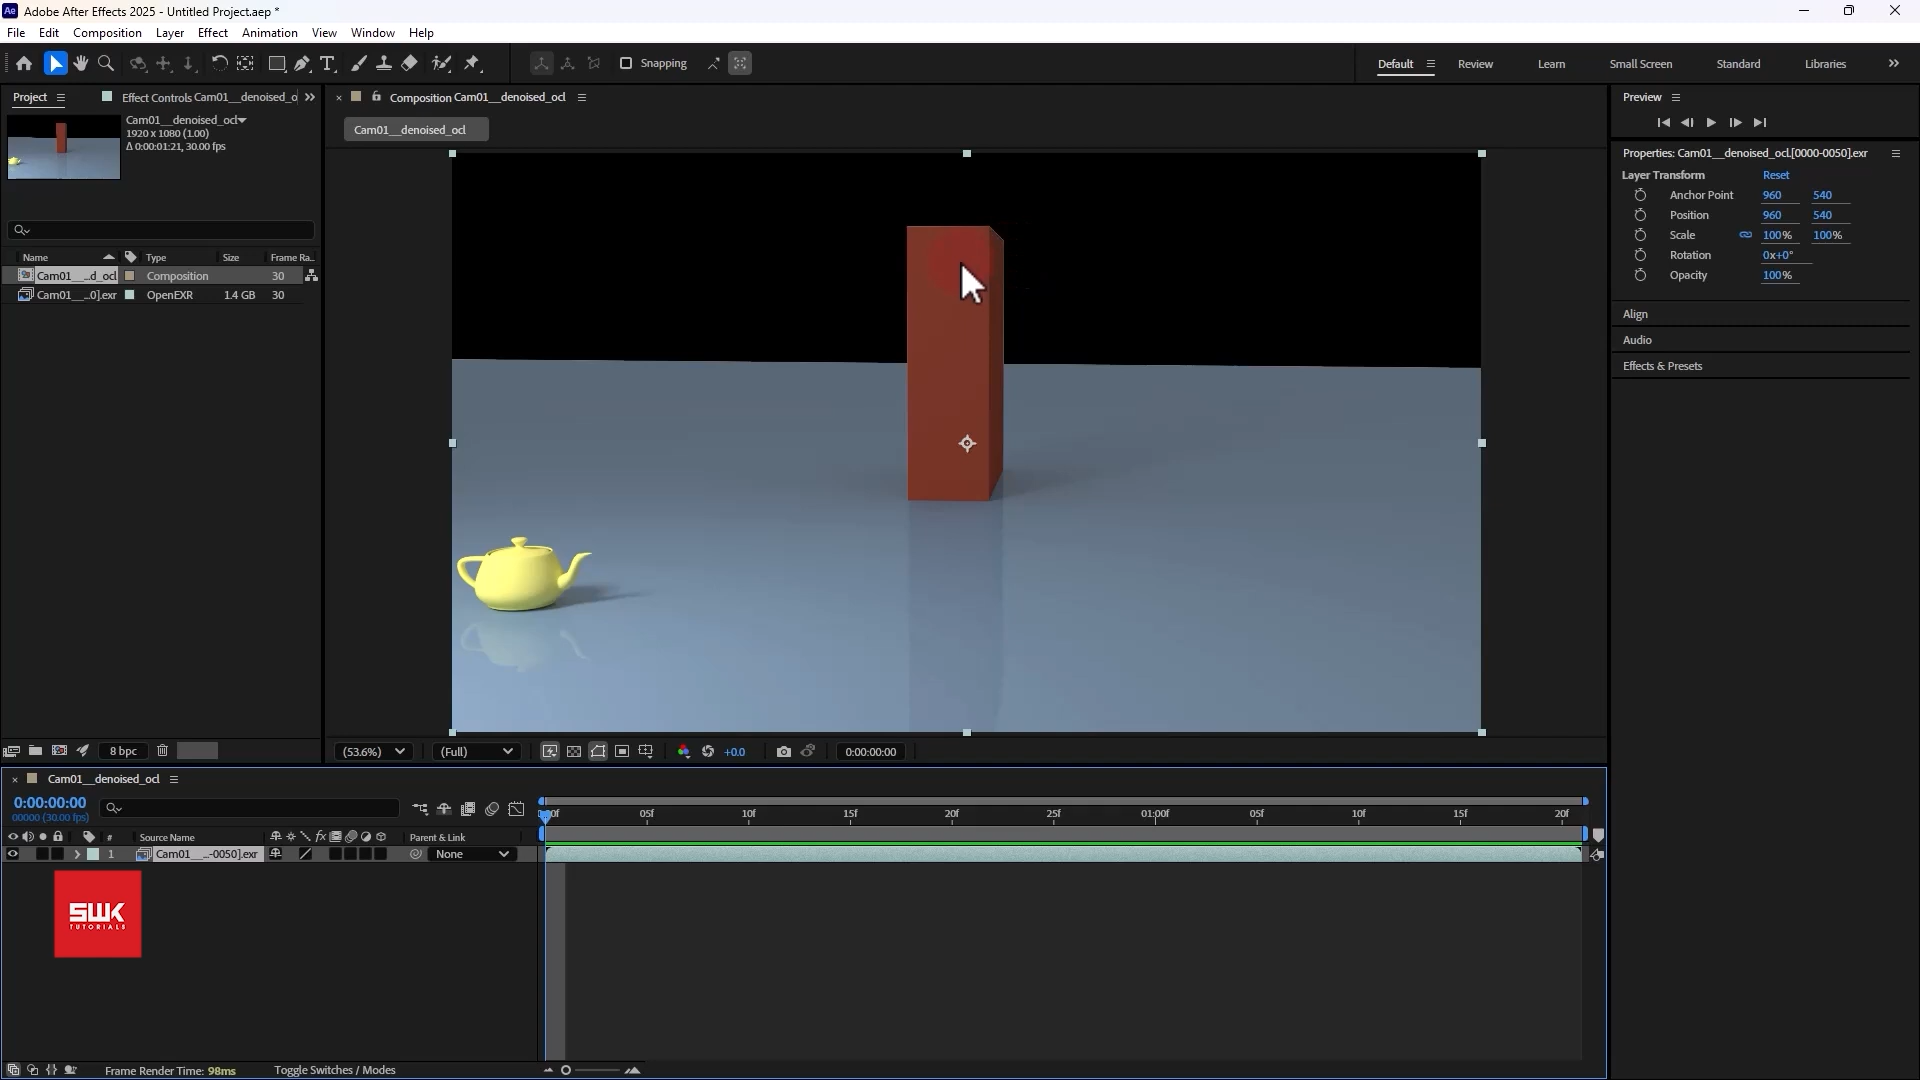 Ae Adobe After Effects 2025 - Untitled Project.aep *
File Edit Composition Layer Effect Animation View Window Help
Snapping
Default Review Learn Small Screen Standard Libraries
Project Effect Controls Cam01__denoised_o
Composition Cam01__denoised_ocl
Preview
Cam01__denoised_ocl
1920 x 1080 (1.00)
Δ 0:00:01:21, 30.00 fps
Cam01__denoised_ocl
Properties: Cam01__denoised_ocl.[0000-0050].exr
Layer Transform Reset
Anchor Point 960 540
Position 960 540
Scale 100% 100%
Rotation 0x+0°
Opacity 100%
Align
Audio
Effects & Presets
Name Type Size Frame Ra..
Cam01__...d_ocl Composition 30
Cam01__...0].exr OpenEXR 1.4 GB 30
8 bpc
(53.6%) (Full) +0.0 0:00:00:00
Cam01__denoised_ocl
0:00:00:00
00000 (30.00 fps)
05f 10f 15f 20f 25f 01:00f 05f 10f 15f 20f
# Source Name fx Parent & Link
1 Cam01__...-0050].exr None
SWK
TUTORIALS
Frame Render Time: 98ms Toggle Switches / Modes